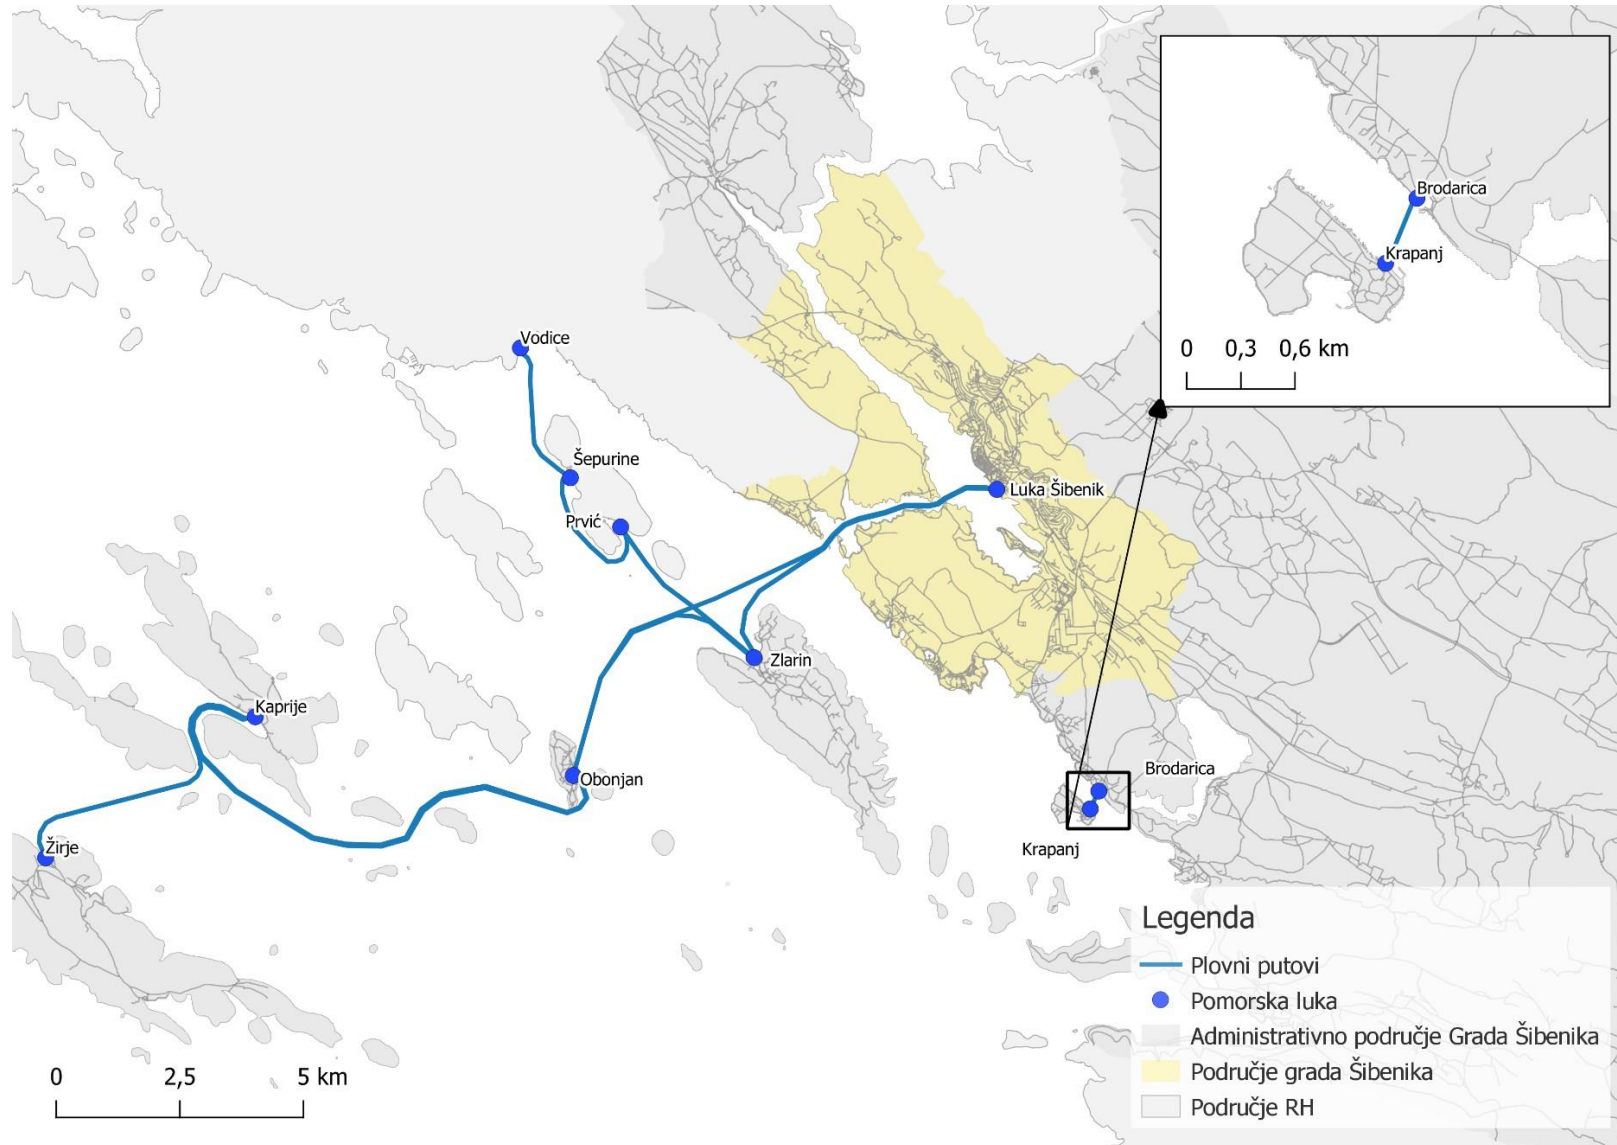 Brodarica
Krapanj
0 0,3 0,6 km
Vodice
Šepurine
Luka Šibenik
Prvić
Zlarin
Kaprije
Obonjan
Brodarica
Žirje
Krapanj
Legenda
Plovni putovi
Pomorska luka
Administrativno područje Grada Šibenika
Područje grada Šibenika
Područje RH
0 2,5 5 km